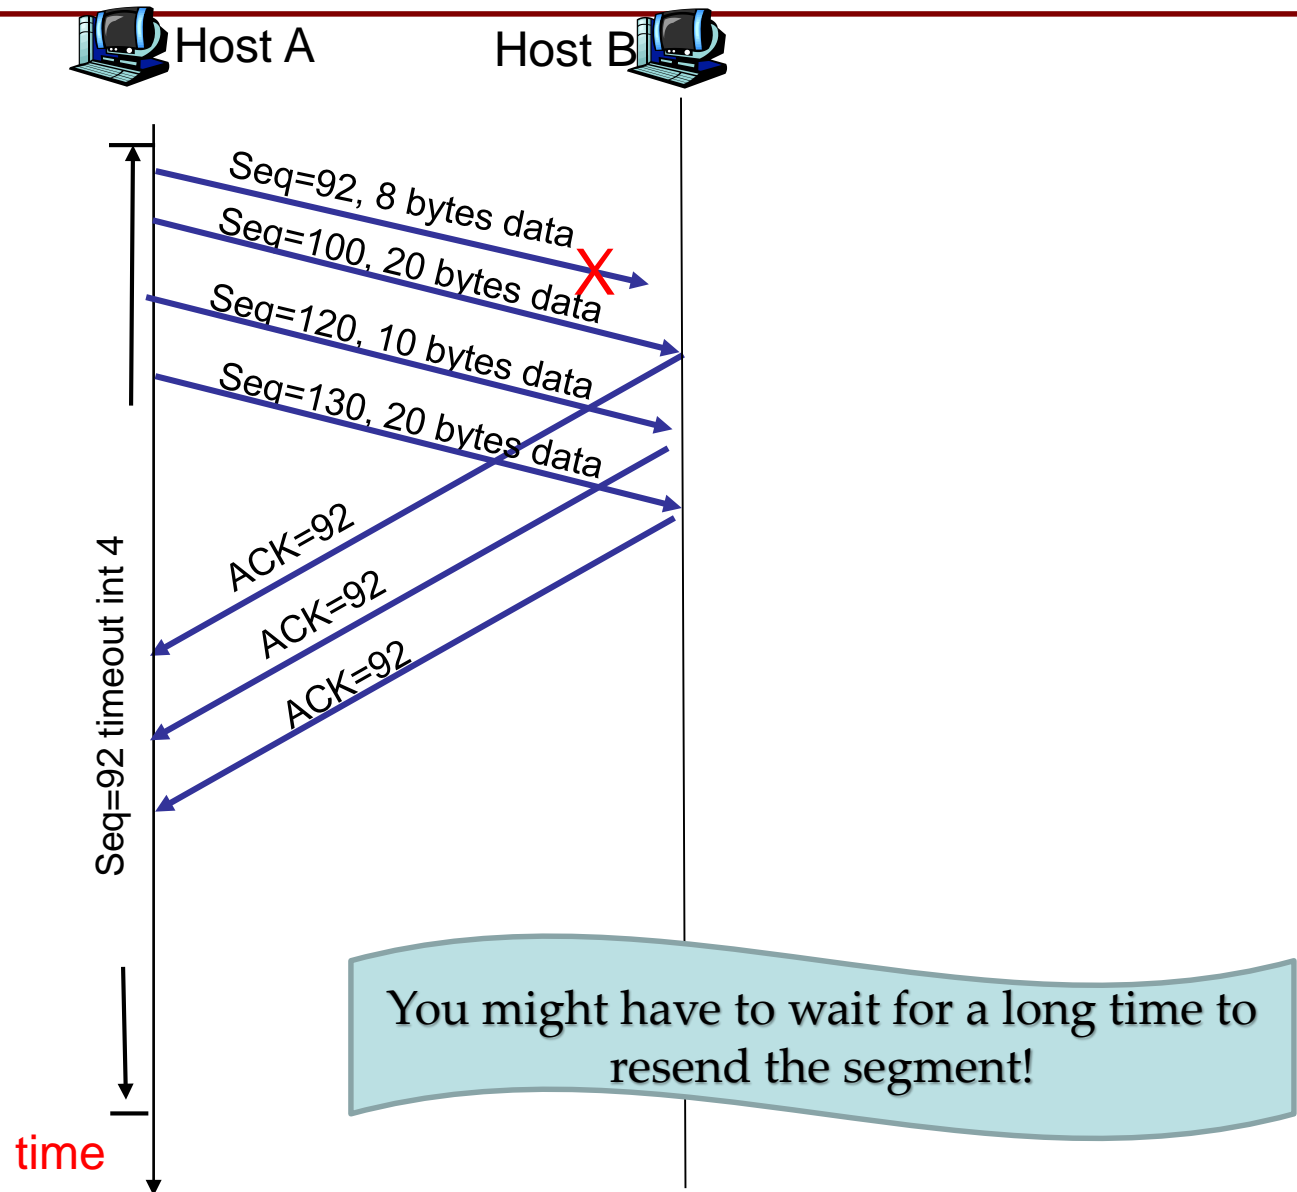 Host A
Host B
Seq=92, 8 bytes data
Seq=100, 20 bytes data
Seq=120, 10 bytes data
Seq=130, 20 bytes data
ACK=92
ACK=92
ACK=92
Seq=92 timeout int 4
You might have to wait for a long time to
resend the segment!
time